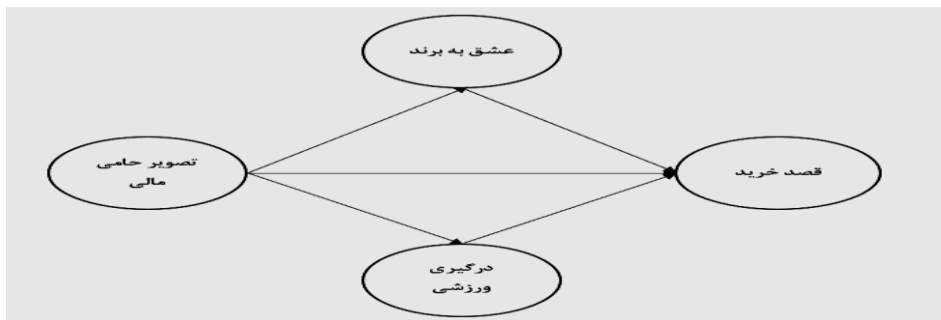 عشق به برند
تصویر حامی
مالی
قصد خرید
درگیری
ورزشی